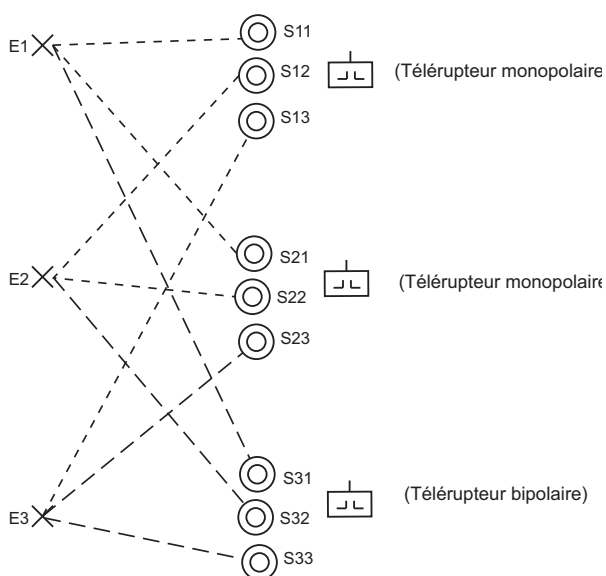 E1
S11
S12
(Télérupteur monopolaire
S13
S21
E2
S22
(Télérupteur monopolaire
S23
S31
(Télérupteur bipolaire)
E3
S32
S33